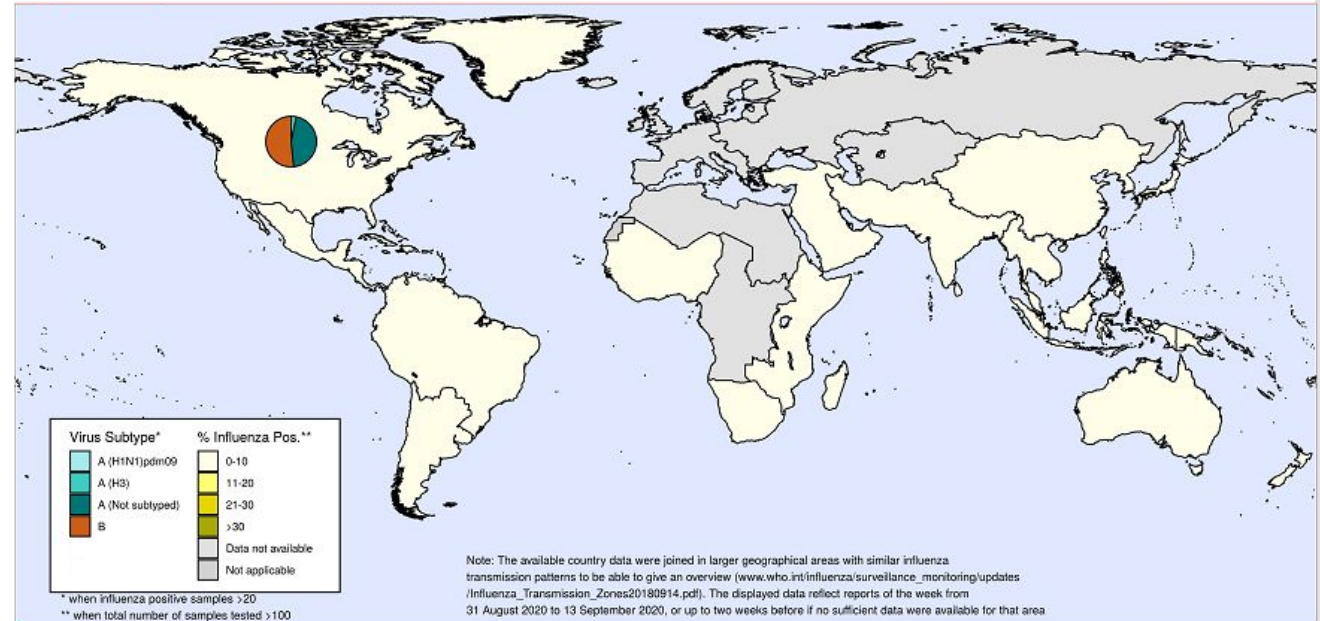 Virus Subtype*
A (H1N1)pdm09
A (H3)
A (Not subtyped)
B
% Influenza Pos.**
0-10
11-20
21-30
>30
Data not available
Not applicable
* when influenza positive samples >20
** when total number of samples tested >100
Note: The available country data were joined in larger geographical areas with similar influenza
transmission patterns to be able to give an overview (www.who.int/influenza/surveillance_monitoring/updates
/Influenza_Transmission_Zones20180914.pdf). The displayed data reflect reports of the week from
31 August 2020 to 13 September 2020, or up to two weeks before if no sufficient data were available for that area